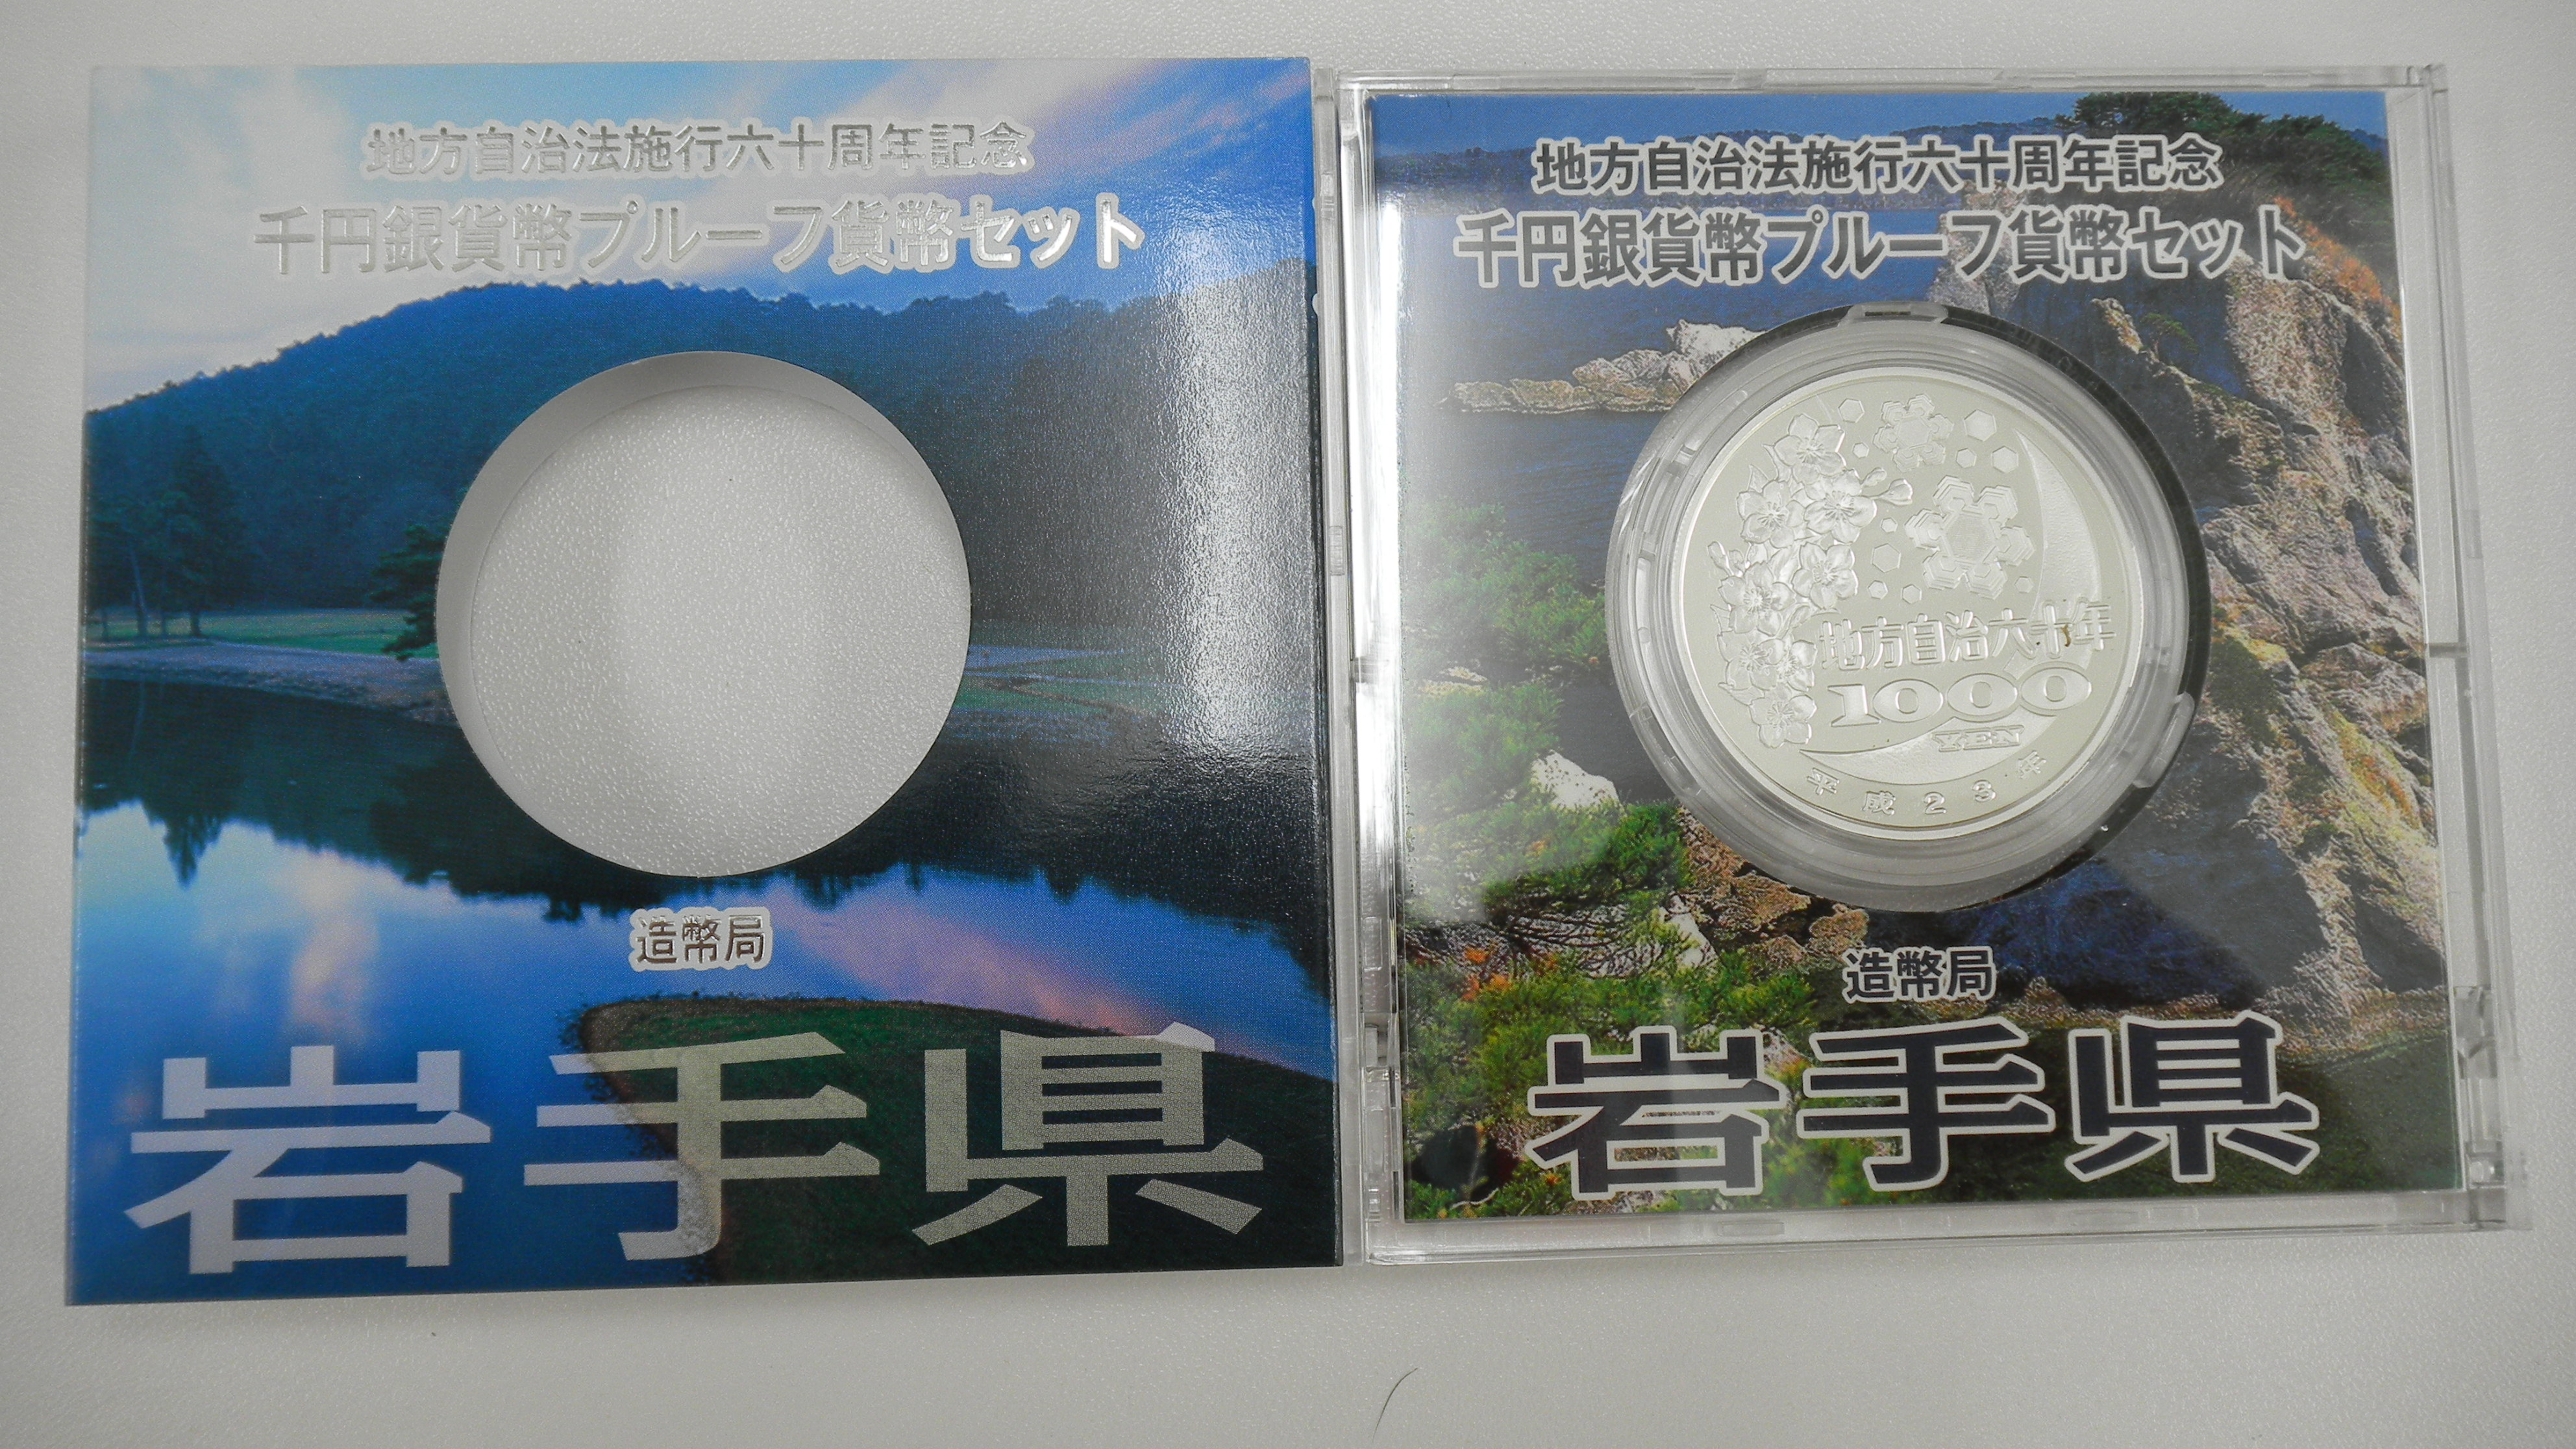 地方自治法施行六十周年記念
千円銀貨幣プルーフ貨幣セット
造幣局
岩手県
地方自治法施行六十周年記念
千円銀貨幣プルーフ貨幣セット
地方自治六十年
1000
YEN
平成23年
造幣局
岩手県